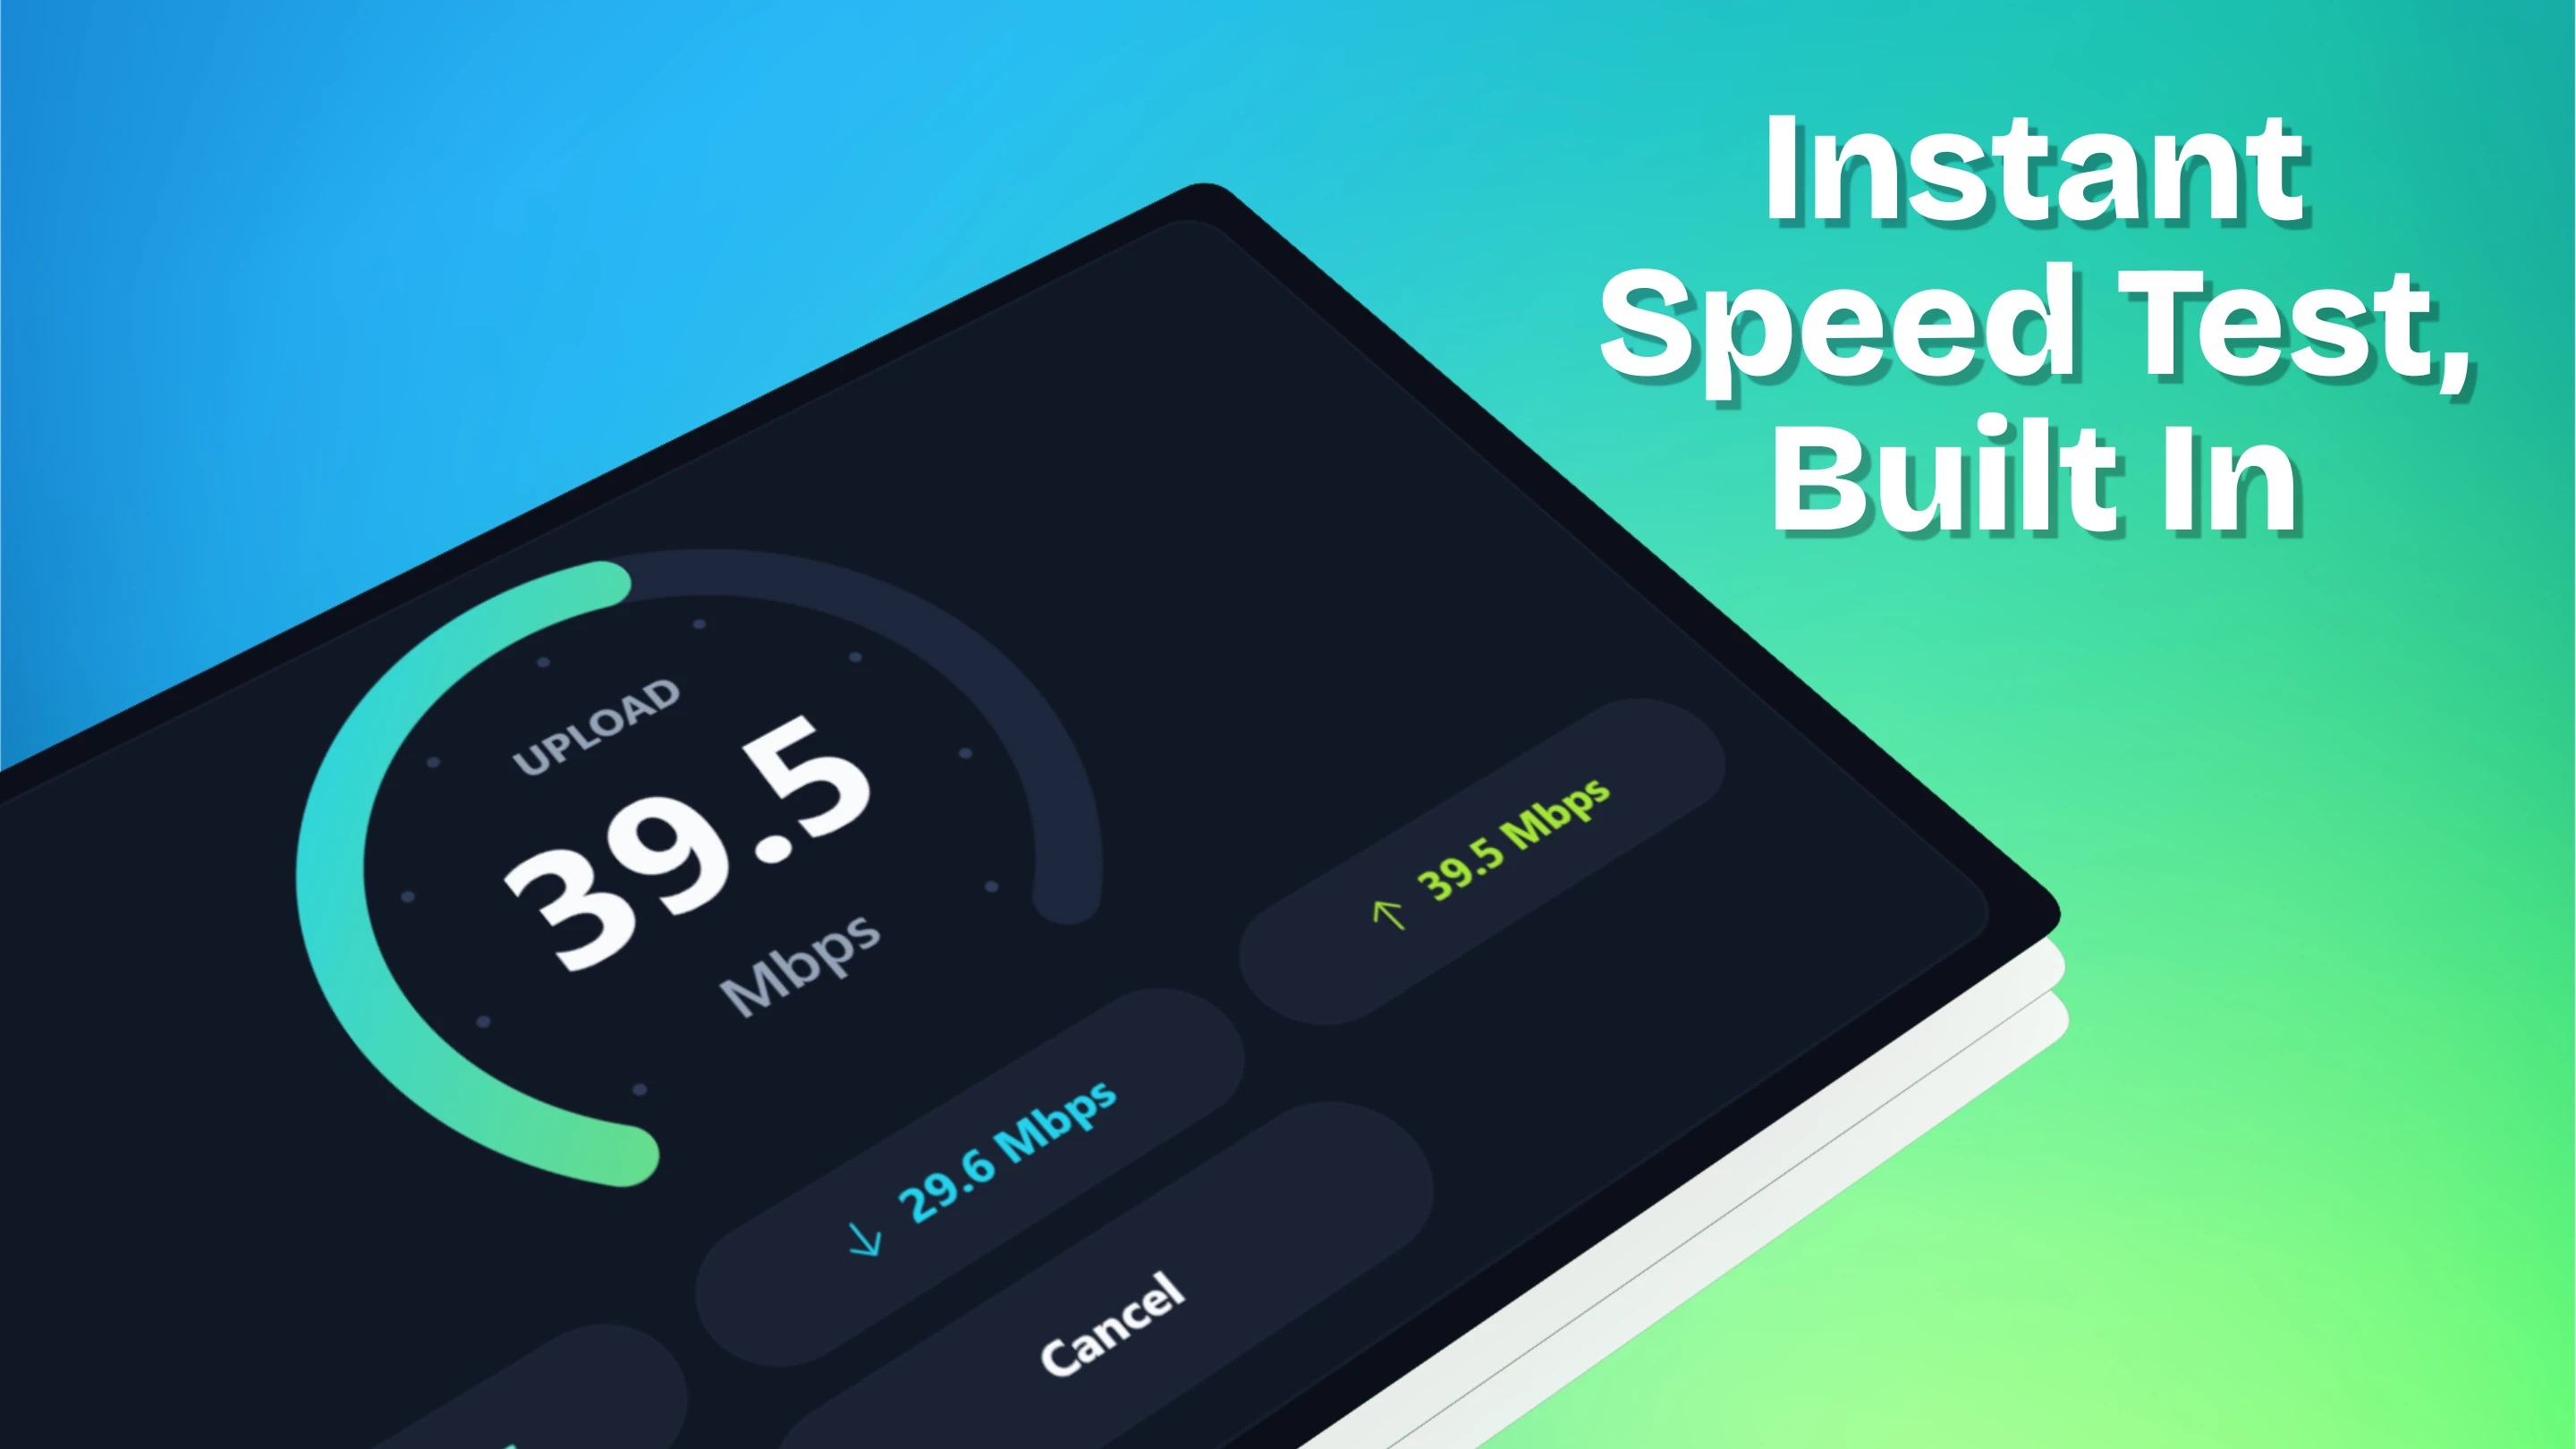 Instant
Speed Test,
Built In
UPLOAD
39.5
Mbps
↑ 39.5 Mbps
↓ 29.6 Mbps
Cancel